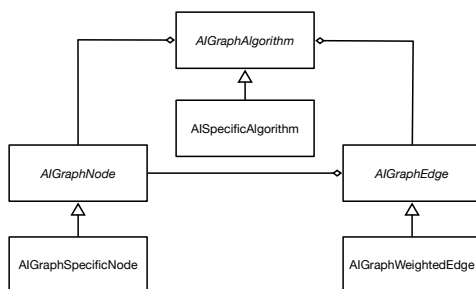 AIGraphAlgorithm
AISpecificAlgorithm
AIGraphNode
AIGraphEdge
AIGraphSpecificNode
AIGraphWeightedEdge